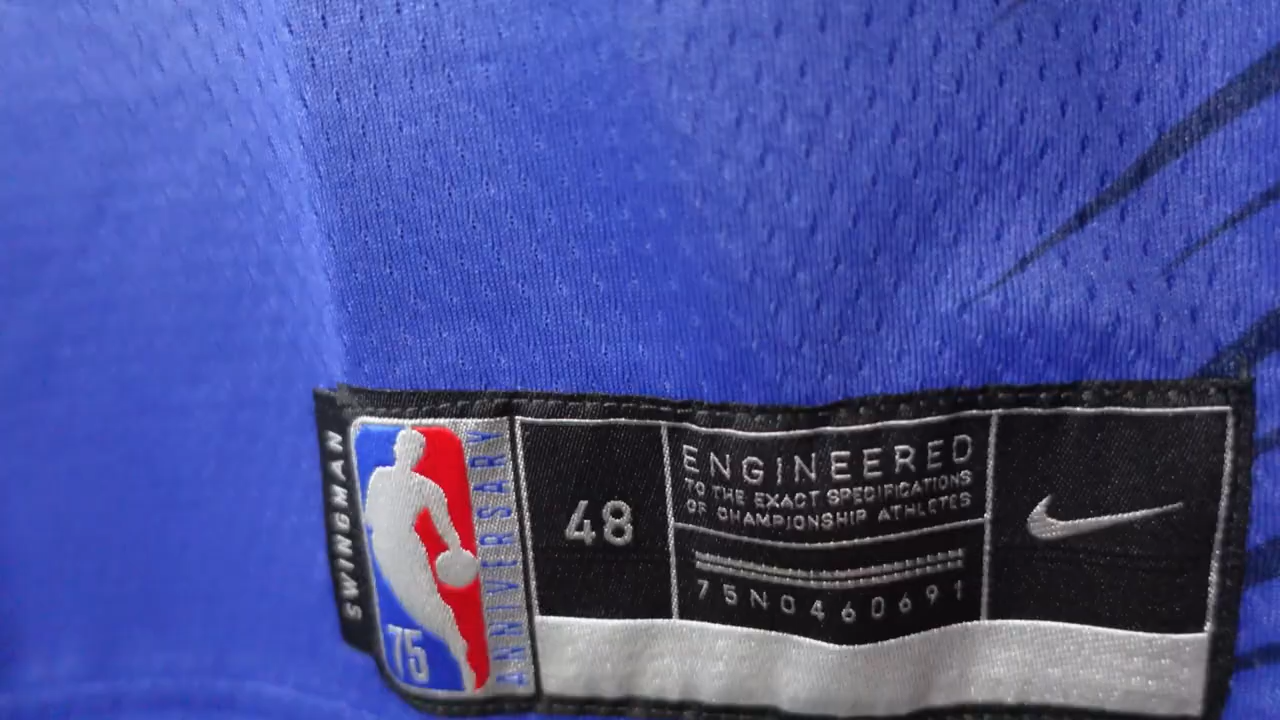 SWINGMAN
75
ANNIVERSARY
48
ENGINEERED
TO THE EXACT SPECIFICATIONS
OF CHAMPIONSHIP ATHLETES
75N0460691